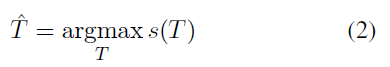 T̂ = argmax s(T) (2)
T